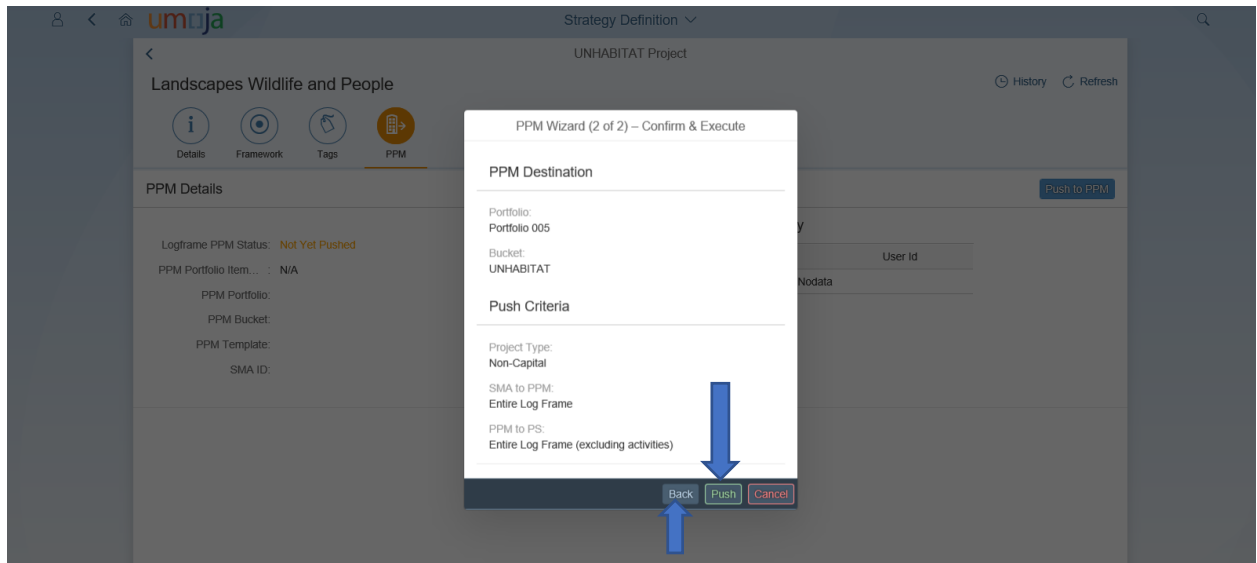 umoja
Strategy Definition
UNHABITAT Project
Landscapes Wildlife and People
History Refresh
Details Framework Tags PPM
PPM Details
Push to PPM
Logframe PPM Status: Not Yet Pushed
PPM Portfolio Item... : N/A
PPM Portfolio:
PPM Bucket:
PPM Template:
SMA ID:
y
User Id
Nodata
PPM Wizard (2 of 2) – Confirm & Execute
PPM Destination
Portfolio:
Portfolio 005
Bucket:
UNHABITAT
Push Criteria
Project Type:
Non-Capital
SMA to PPM:
Entire Log Frame
PPM to PS:
Entire Log Frame (excluding activities)
Back Push Cancel